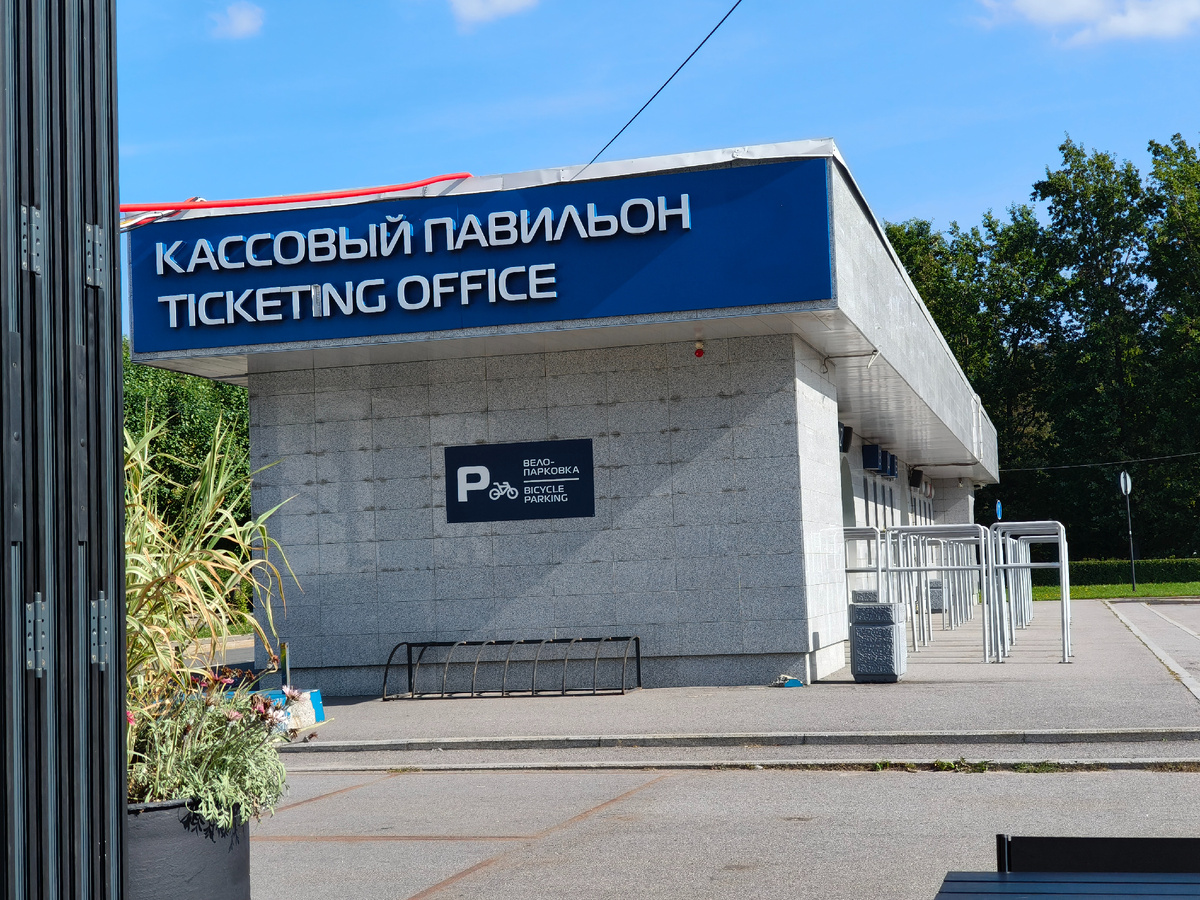 КАССОВЫЙ ПАВИЛЬОН
TICKETING OFFICE
P
ВЕЛО-
ПАРКОВКА
BICYCLE
PARKING